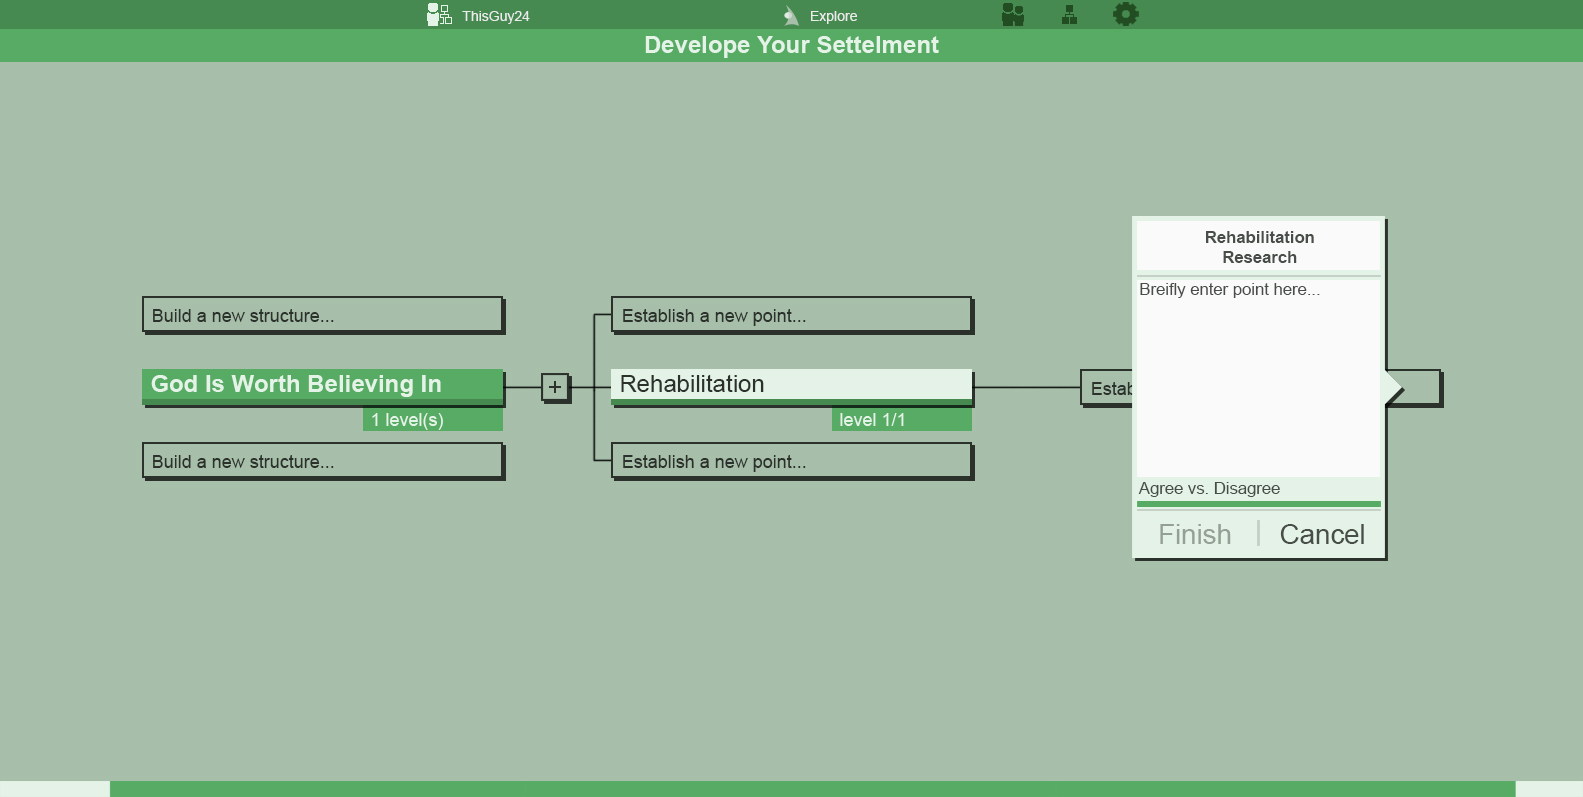 ThisGuy24
Explore
Develope Your Settelment
Build a new structure...
God Is Worth Believing In
1 level(s)
Build a new structure...
+
Establish a new point...
Rehabilitation
level 1/1
Establish a new point...
Estab
Rehabilitation
Research
Breifly enter point here...
Agree vs. Disagree
Finish | Cancel